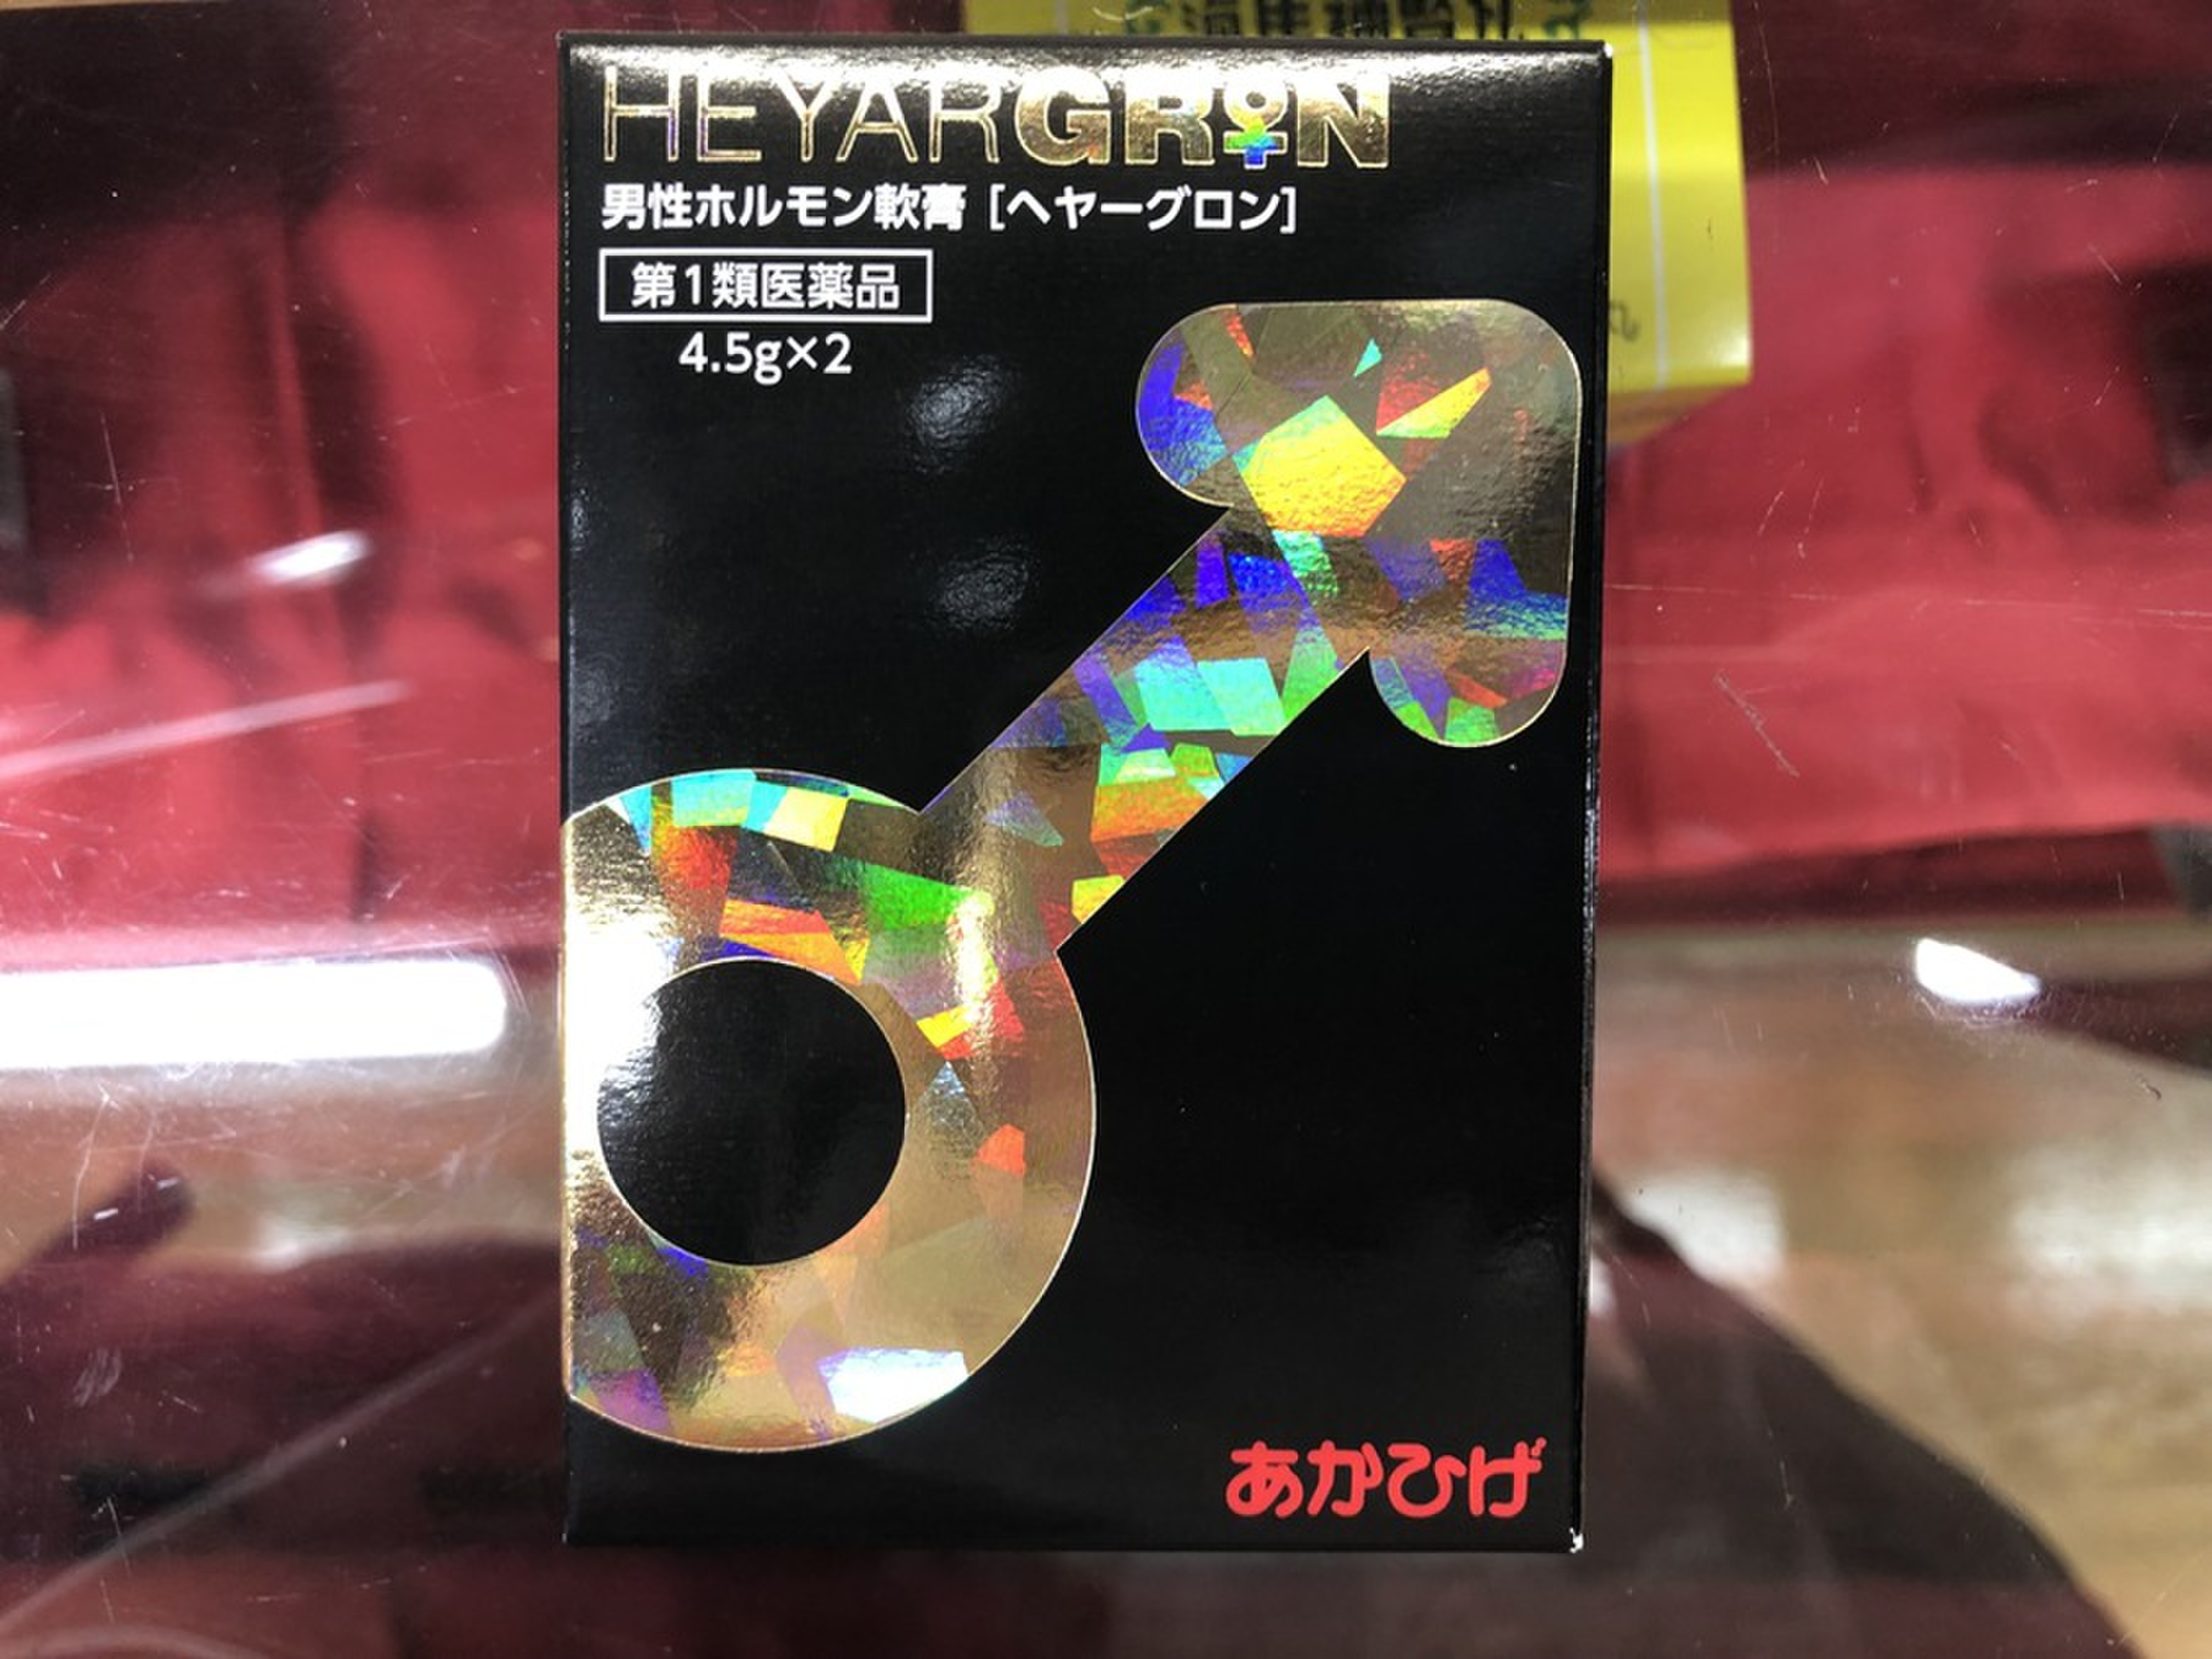 HEYARGRON
男性ホルモン軟膏 [ヘヤーグロン]
第1類医薬品
4.5g×2
あかひげ